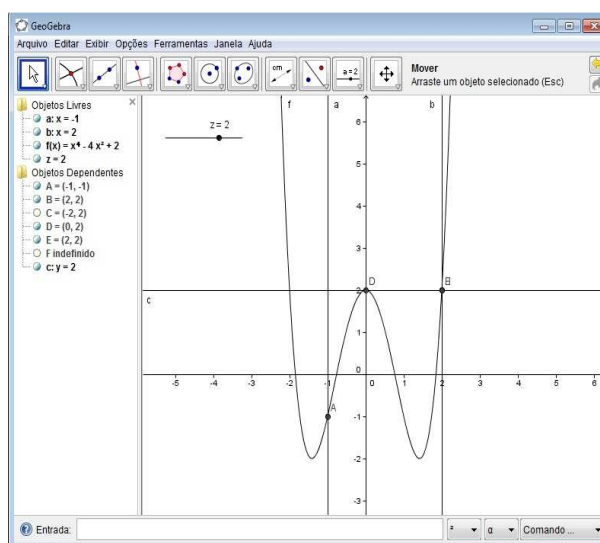 GeoGebra
Arquivo Editar Exibir Opções Ferramentas Janela Ajuda
cm
a=2
Mover
Arraste um objeto selecionado (Esc)
Objetos Livres
a: x = -1
b: x = 2
f(x) = x⁴ - 4 x² + 2
z = 2
Objetos Dependentes
A = (-1, -1)
B = (2, 2)
C = (-2, 2)
D = (0, 2)
E = (2, 2)
F indefinido
c: y = 2
f a b
z = 2
6
5
4
3
D B
2
c
1
0
-5 -4 -3 -2 -1 0 1 2 3 4 5 6
A
-1
-2
-3
Entrada:
² α Comando ...